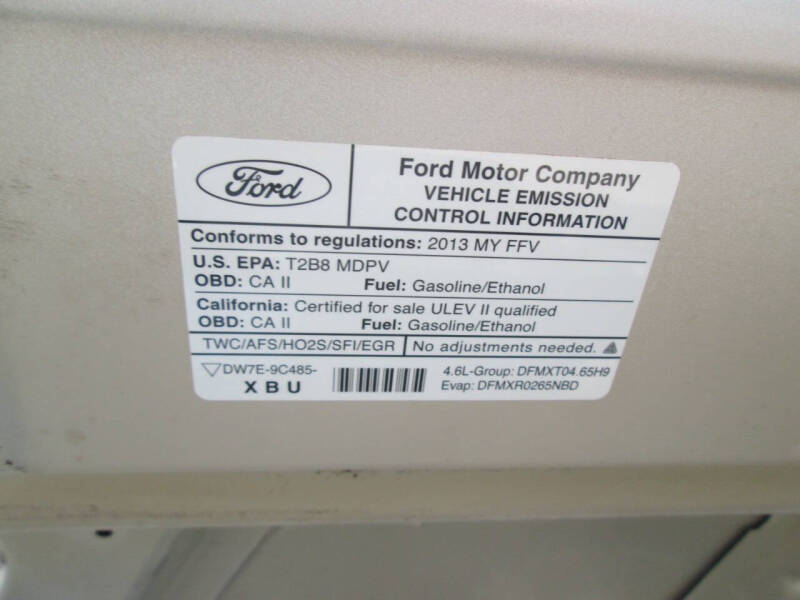 Ford
Ford Motor Company
VEHICLE EMISSION
CONTROL INFORMATION
Conforms to regulations: 2013 MY FFV
U.S. EPA: T2B8 MDPV
OBD: CA II Fuel: Gasoline/Ethanol
California: Certified for sale ULEV II qualified
OBD: CA II Fuel: Gasoline/Ethanol
TWC/AFS/HO2S/SFI/EGR No adjustments needed.
DW7E-9C485-
X B U
4.6L-Group: DFMXT04.65H9
Evap: DFMXR0265NBD